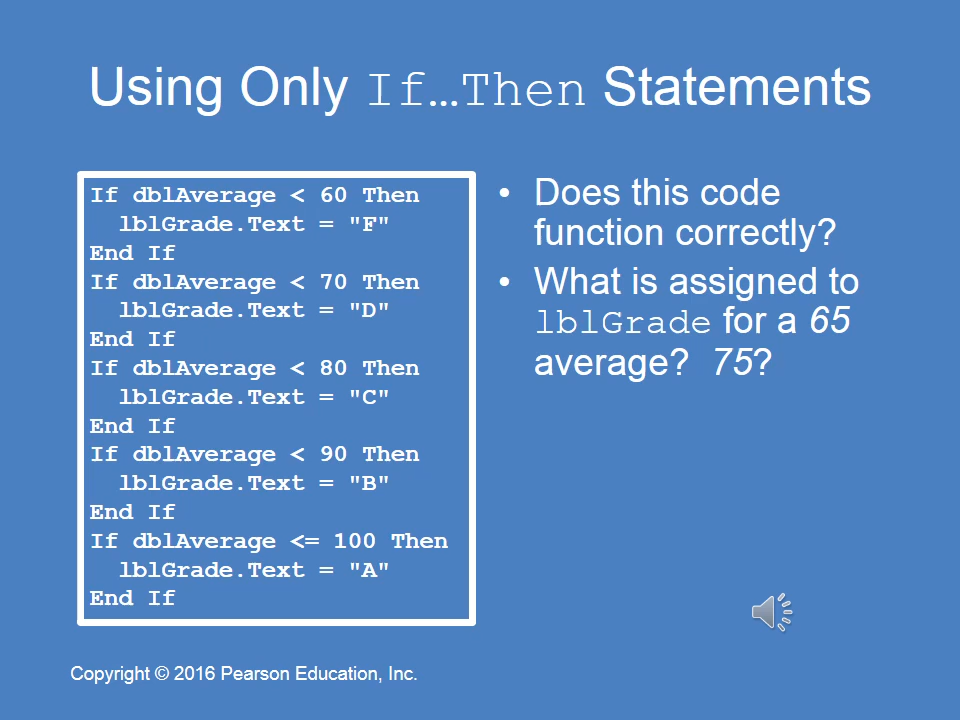 Using Only If…Then Statements
If dblAverage < 60 Then
  lblGrade.Text = "F"
End If
If dblAverage < 70 Then
  lblGrade.Text = "D"
End If
If dblAverage < 80 Then
  lblGrade.Text = "C"
End If
If dblAverage < 90 Then
  lblGrade.Text = "B"
End If
If dblAverage <= 100 Then
  lblGrade.Text = "A"
End If
• Does this code
function correctly?
• What is assigned to
lblGrade for a 65
average? 75?
Copyright © 2016 Pearson Education, Inc.